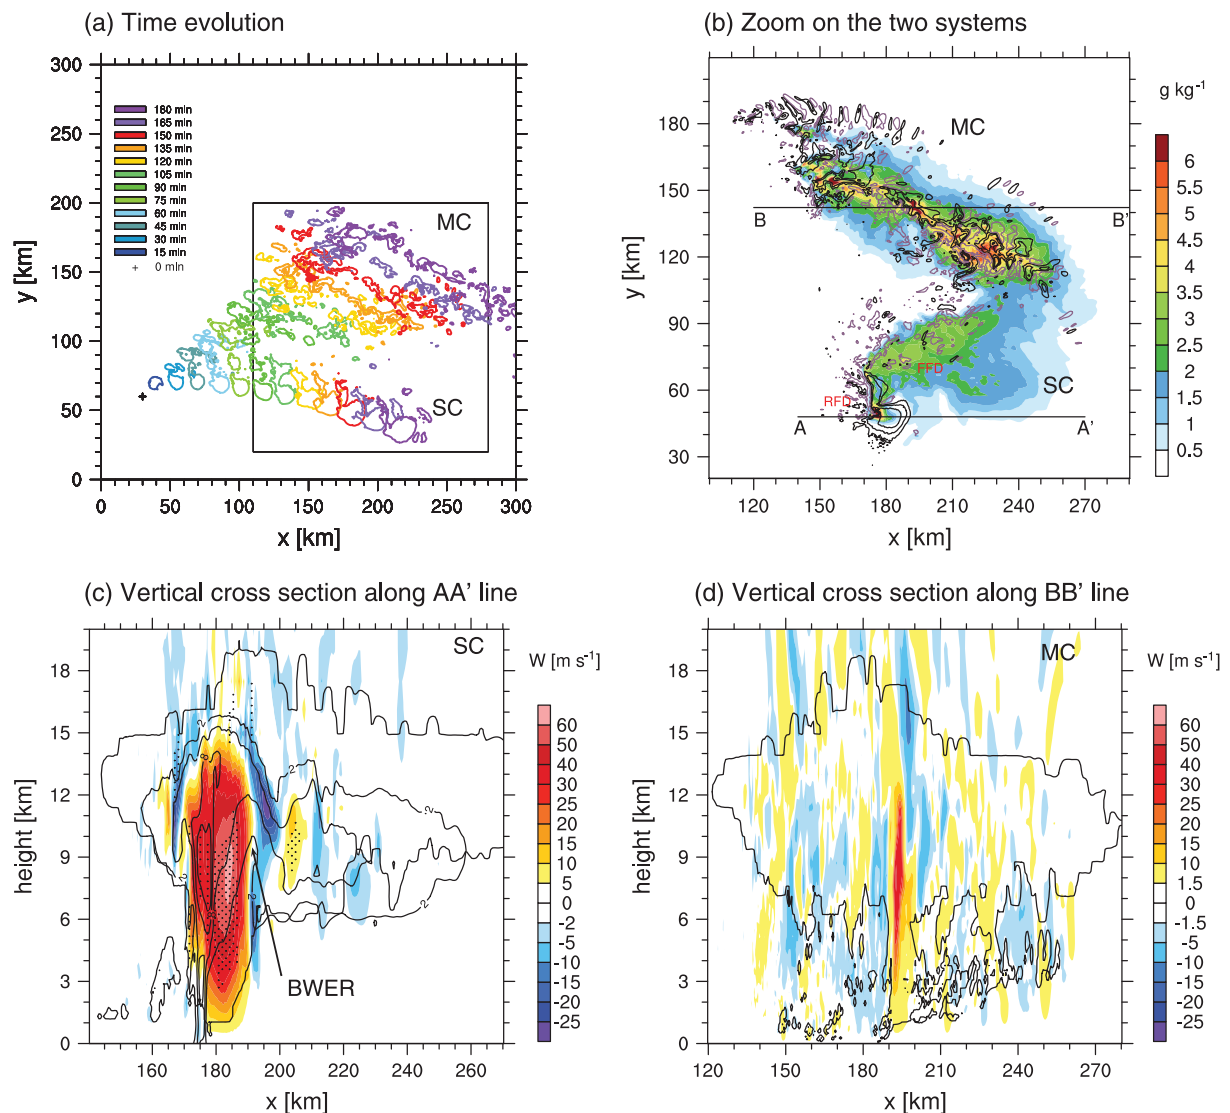 (a) Time evolution
300
250
200
150
100
50
0
y [km]
180 min
165 min
150 min
135 min
120 min
105 min
90 min
75 min
60 min
45 min
30 min
15 min
+ 0 min
MC
SC
0 50 100 150 200 250 300
x [km]
(b) Zoom on the two systems
180
150
120
90
60
30
y [km]
MC
B B'
FFD
SC
RFD
A A'
120 150 180 210 240 270
x [km]
g kg-1
6
5.5
5
4.5
4
3.5
3
2.5
2
1.5
1
0.5
(c) Vertical cross section along AA' line
18
15
12
9
6
3
0
height [km]
SC
2
8
2
2
2
2
BWER
160 180 200 220 240 260
x [km]
W [m s-1]
60
50
40
30
25
20
15
10
5
0
-2
-5
-10
-15
-20
-25
(d) Vertical cross section along BB' line
18
15
12
9
6
3
0
height [km]
MC
120 150 180 210 240 270
x [km]
W [m s-1]
60
50
40
30
25
20
15
10
1.5
0
-1.5
-5
-10
-15
-20
-25